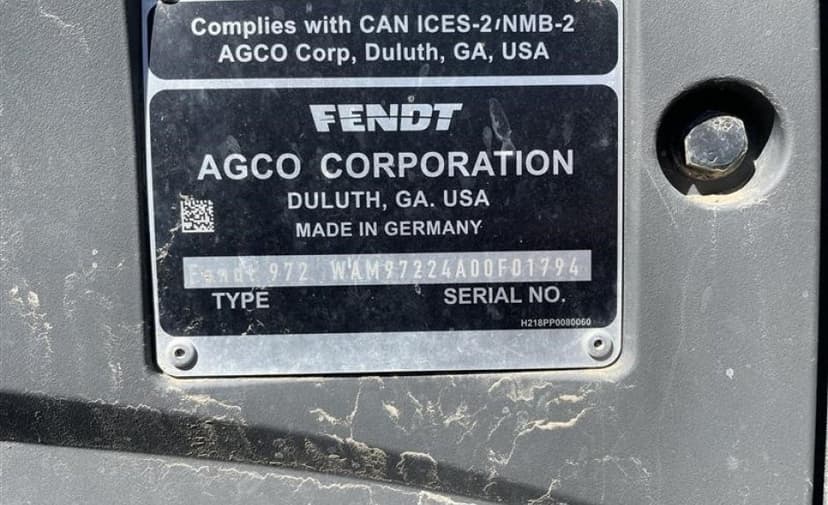 Complies with CAN ICES-2/NMB-2
AGCO Corp, Duluth, GA, USA
FENDT
AGCO CORPORATION
DULUTH, GA. USA
MADE IN GERMANY
Fendt 972 WAM97224A00F01794
TYPE SERIAL NO.
H218PP0080060